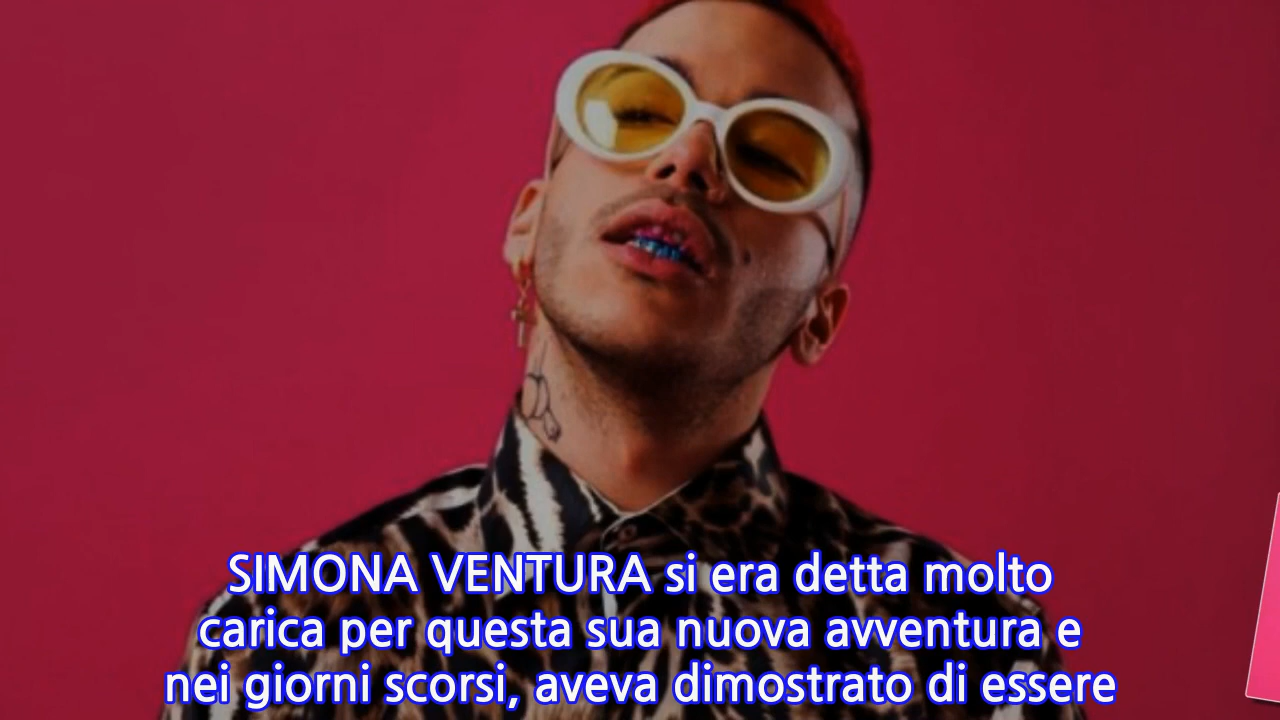 SIMONA VENTURA si era detta molto
carica per questa sua nuova avventura e
nei giorni scorsi, aveva dimostrato di essere